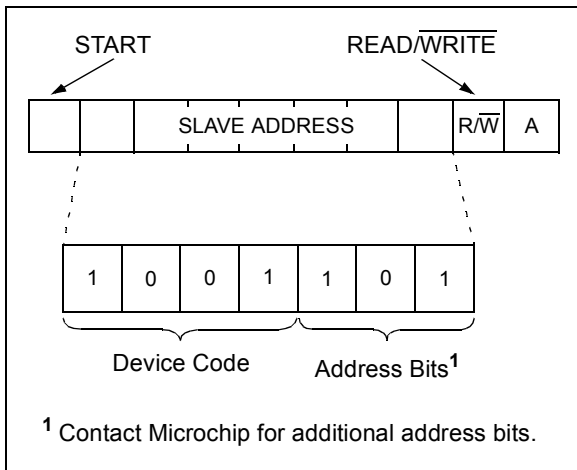 START READ/WRITE
SLAVE ADDRESS R/W A
1 0 0 1 1 0 1
Device Code Address Bits1
1 Contact Microchip for additional address bits.